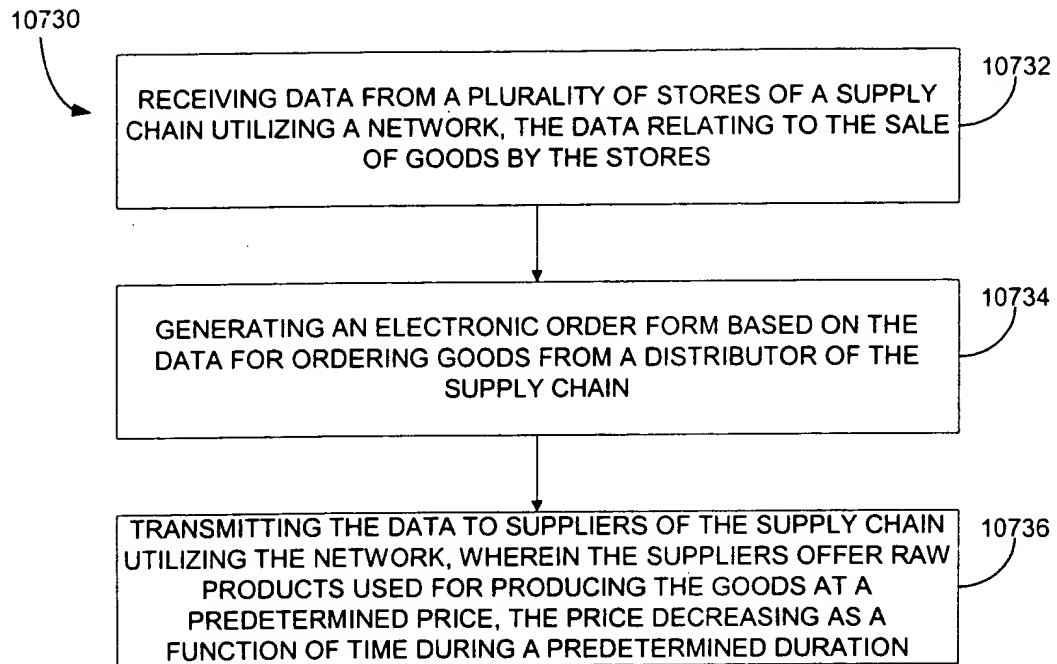 10730
10732
RECEIVING DATA FROM A PLURALITY OF STORES OF A SUPPLY
CHAIN UTILIZING A NETWORK, THE DATA RELATING TO THE SALE
OF GOODS BY THE STORES
10734
GENERATING AN ELECTRONIC ORDER FORM BASED ON THE
DATA FOR ORDERING GOODS FROM A DISTRIBUTOR OF THE
SUPPLY CHAIN
10736
TRANSMITTING THE DATA TO SUPPLIERS OF THE SUPPLY CHAIN
UTILIZING THE NETWORK, WHEREIN THE SUPPLIERS OFFER RAW
PRODUCTS USED FOR PRODUCING THE GOODS AT A
PREDETERMINED PRICE, THE PRICE DECREASING AS A
FUNCTION OF TIME DURING A PREDETERMINED DURATION